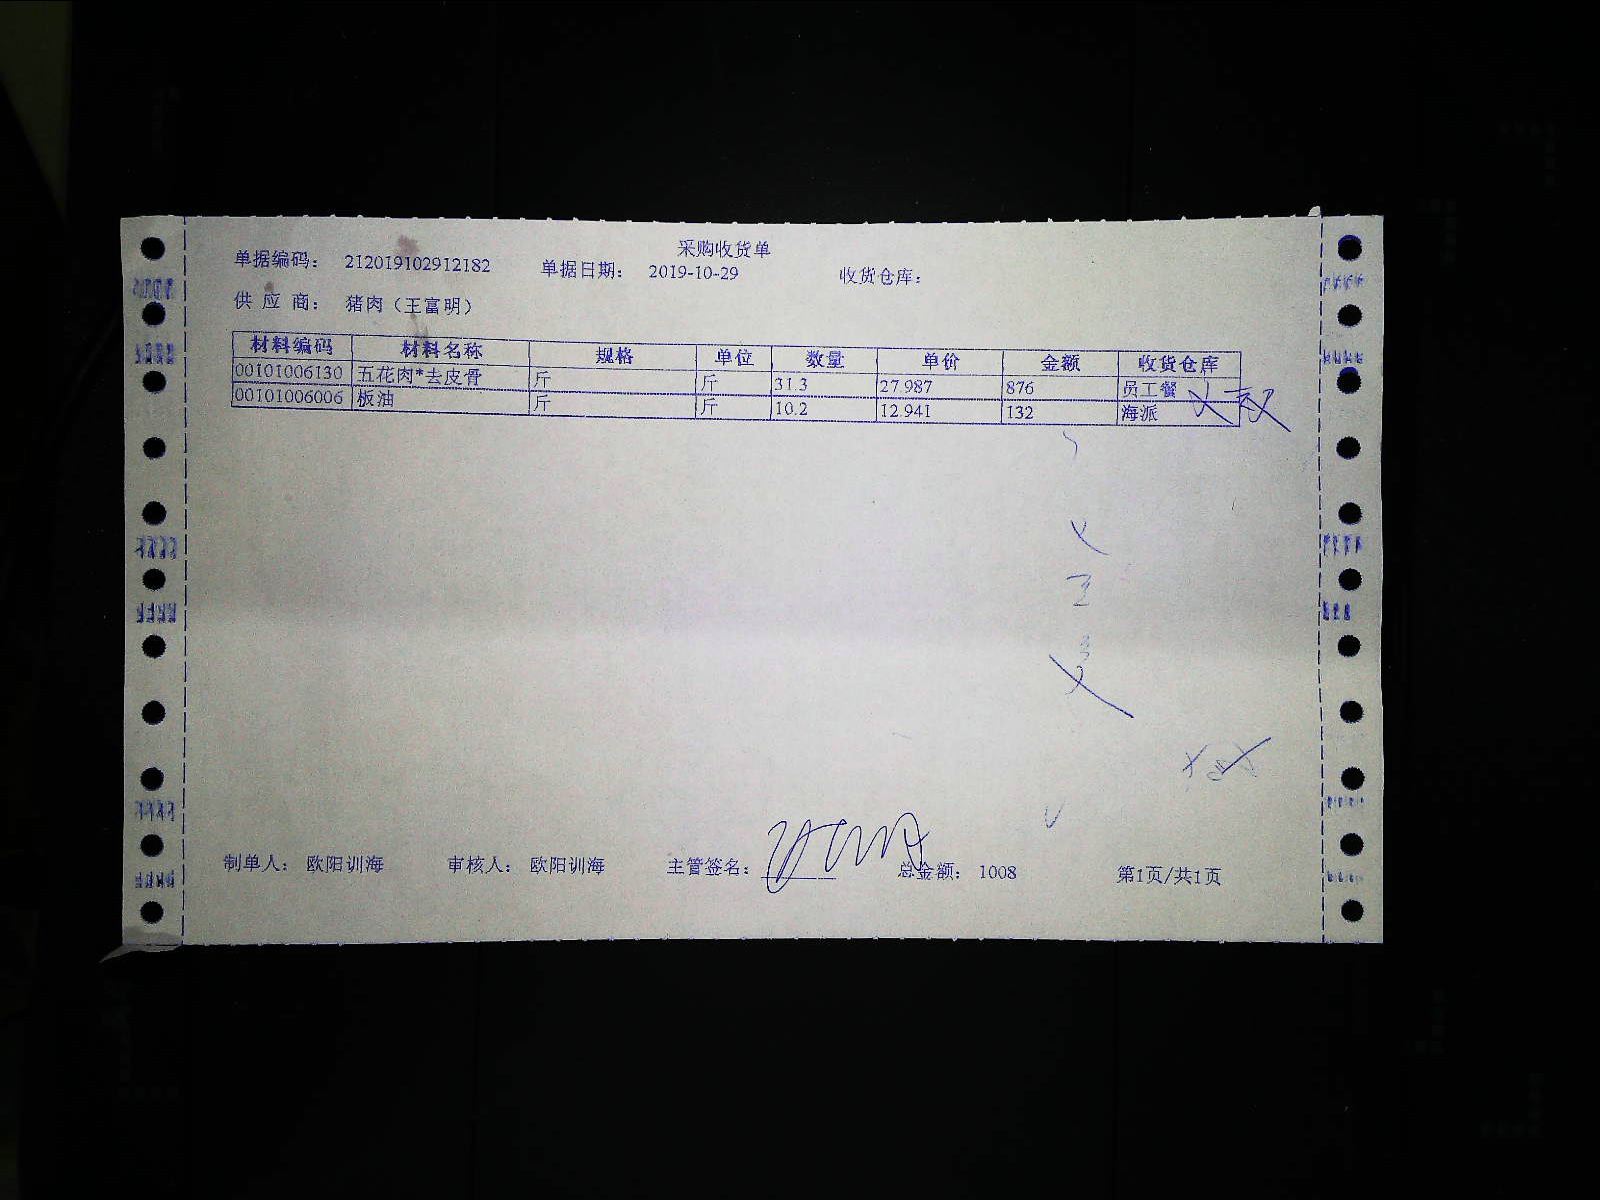 采购收货单
单据编码： 212019102912182 单据日期： 2019-10-29 收货仓库：
供 应 商： 猪肉（王富明）
材料编码 材料名称 规格 单位 数量 单价 金额 收货仓库
00101006130 五花肉*去皮骨 斤 斤 31.3 27.987 876 员工餐
00101006006 板油 斤 斤 10.2 12.941 132 海派
制单人： 欧阳训海 审核人： 欧阳训海 主管签名： 总金额： 1008 第1页/共1页